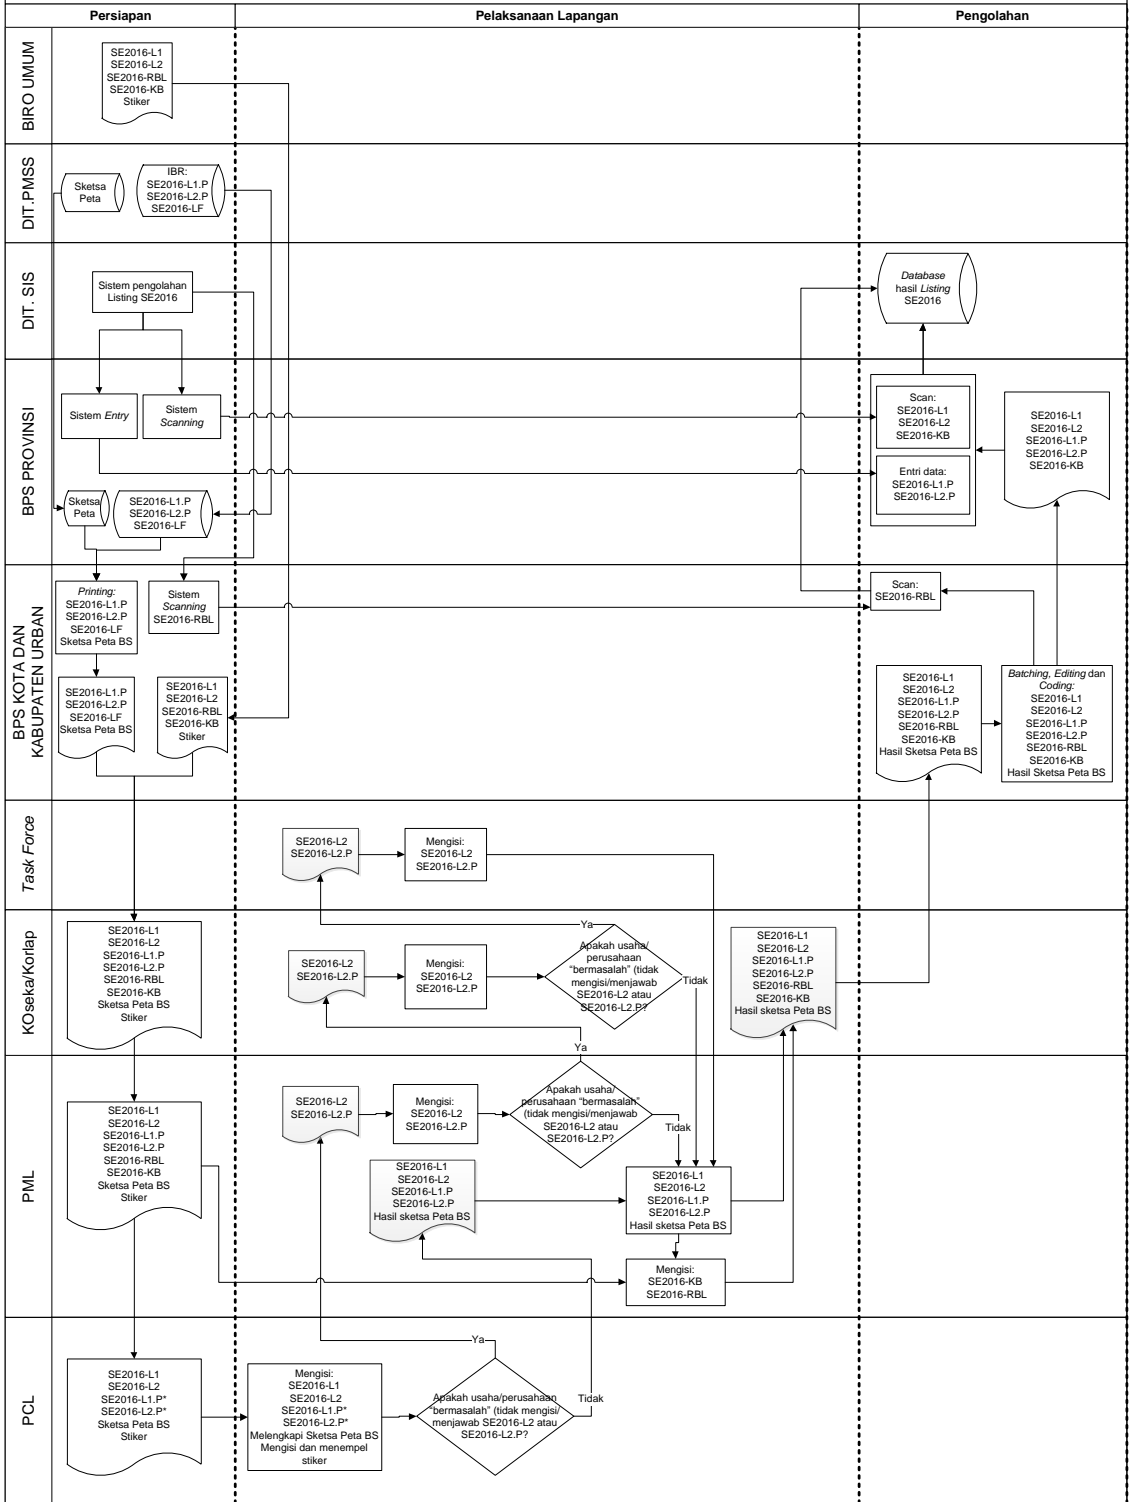 Persiapan
Pelaksanaan Lapangan
Pengolahan
BIRO UMUM
SE2016-L1
SE2016-L2
SE2016-RBL
SE2016-KB
Stiker
DIT.PMSS
Sketsa
Peta
IBR:
SE2016-L1.P
SE2016-L2.P
SE2016-LF
DIT. SIS
Sistem pengolahan
Listing SE2016
Database
hasil Listing
SE2016
BPS PROVINSI
Sistem Entry
Sistem
Scanning
Scan:
SE2016-L1
SE2016-L2
SE2016-KB
Entri data:
SE2016-L1.P
SE2016-L2.P
SE2016-L1
SE2016-L2
SE2016-L1.P
SE2016-L2.P
SE2016-KB
Sketsa
Peta
SE2016-L1.P
SE2016-L2.P
SE2016-LF
BPS KOTA DAN
KABUPATEN URBAN
Printing:
SE2016-L1.P
SE2016-L2.P
SE2016-LF
Sketsa Peta BS
Sistem
Scanning
SE2016-RBL
Scan:
SE2016-RBL
SE2016-L1.P
SE2016-L2.P
SE2016-LF
Sketsa Peta BS
SE2016-L1
SE2016-L2
SE2016-RBL
SE2016-KB
Stiker
SE2016-L1
SE2016-L2
SE2016-L1.P
SE2016-L2.P
SE2016-RBL
SE2016-KB
Hasil Sketsa Peta BS
Batching, Editing dan
Coding:
SE2016-L1
SE2016-L2
SE2016-L1.P
SE2016-L2.P
SE2016-RBL
SE2016-KB
Hasil Sketsa Peta BS
Task Force
SE2016-L2
SE2016-L2.P
Mengisi:
SE2016-L2
SE2016-L2.P
KOseka/Korlap
SE2016-L1
SE2016-L2
SE2016-L1.P
SE2016-L2.P
SE2016-RBL
SE2016-KB
Sketsa Peta BS
Stiker
SE2016-L2
SE2016-L2.P
Mengisi:
SE2016-L2
SE2016-L2.P
Ya
Apakah usaha/
perusahaan
“bermasalah” (tidak
mengisi/menjawab
SE2016-L2 atau
SE2016-L2.P?
Tidak
SE2016-L1
SE2016-L2
SE2016-L1.P
SE2016-L2.P
SE2016-RBL
SE2016-KB
Hasil sketsa Peta BS
PML
SE2016-L1
SE2016-L2
SE2016-L1.P
SE2016-L2.P
SE2016-RBL
SE2016-KB
Sketsa Peta BS
Stiker
SE2016-L2
SE2016-L2.P
Mengisi:
SE2016-L2
SE2016-L2.P
Ya
Apakah usaha/
perusahaan “bermasalah”
(tidak mengisi/menjawab
SE2016-L2 atau
SE2016-L2.P?
Tidak
SE2016-L1
SE2016-L2
SE2016-L1.P
SE2016-L2.P
Hasil sketsa Peta BS
SE2016-L1
SE2016-L2
SE2016-L1.P
SE2016-L2.P
Hasil sketsa Peta BS
Mengisi:
SE2016-KB
SE2016-RBL
PCL
SE2016-L1
SE2016-L2
SE2016-L1.P*
SE2016-L2.P*
Sketsa Peta BS
Stiker
Mengisi:
SE2016-L1
SE2016-L2
SE2016-L1.P*
SE2016-L2.P*
Melengkapi Sketsa Peta BS
Mengisi dan menempel
stiker
Ya
Apakah usaha/perusahaan
“bermasalah” (tidak mengisi/
menjawab SE2016-L2 atau
SE2016-L2.P?
Tidak